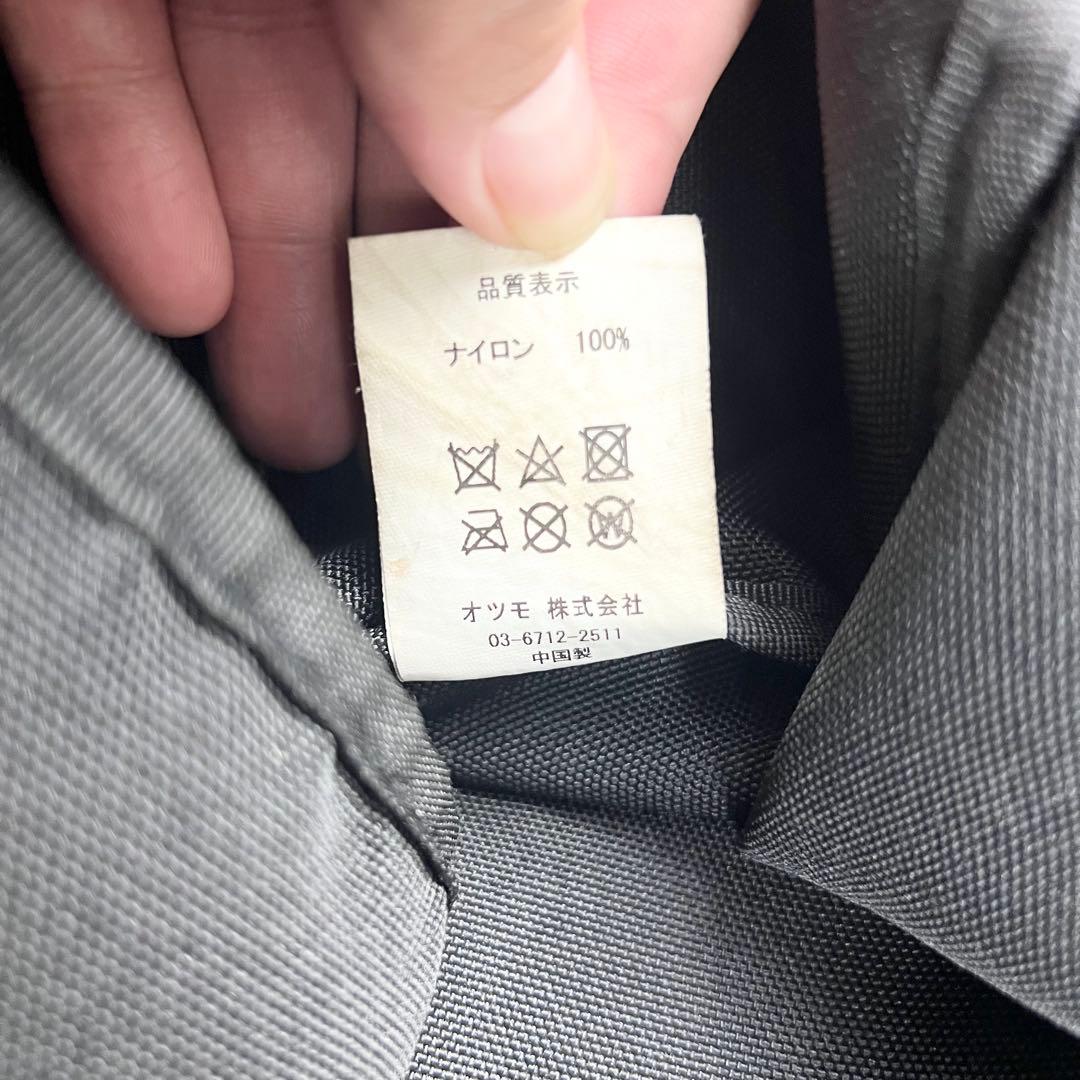 品質表示
ナイロン 100%
オツモ 株式会社
03-6712-2511
中国製